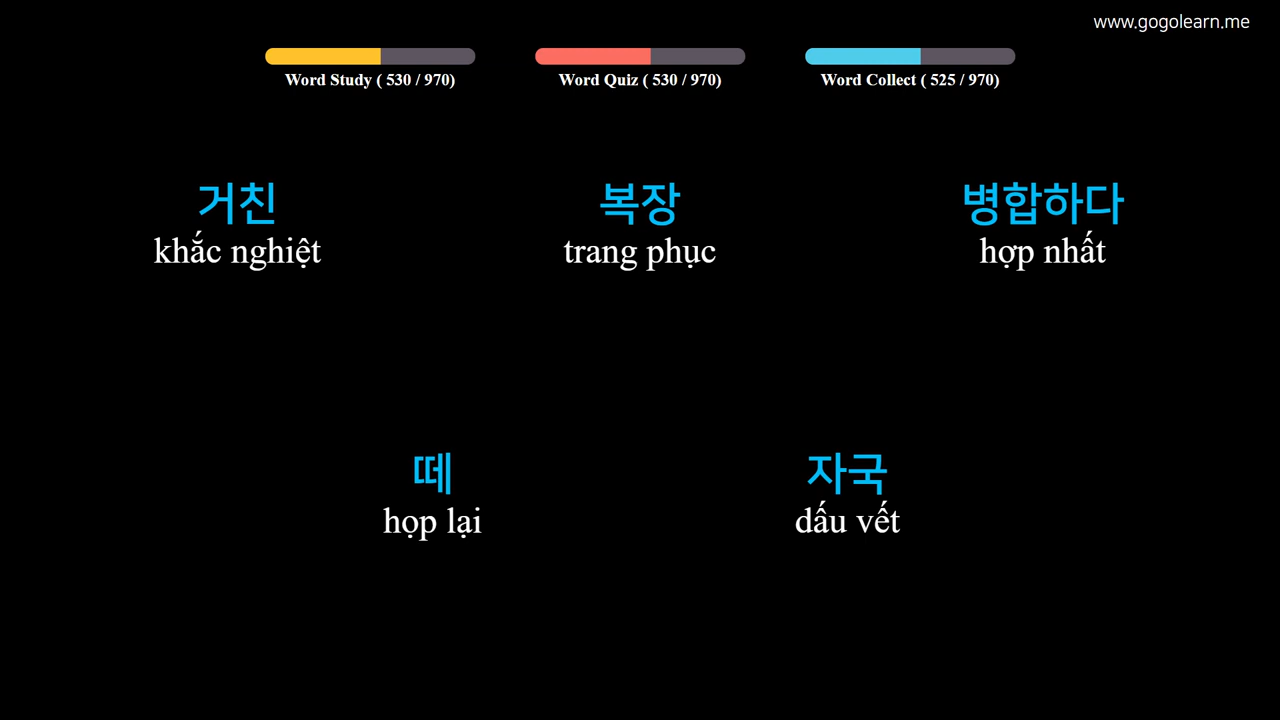 www.gogolearn.me
Word Study ( 530 / 970)
Word Quiz ( 530 / 970)
Word Collect ( 525 / 970)
거친
khắc nghiệt
복장
trang phục
병합하다
hợp nhất
떼
họp lại
자국
dấu vết